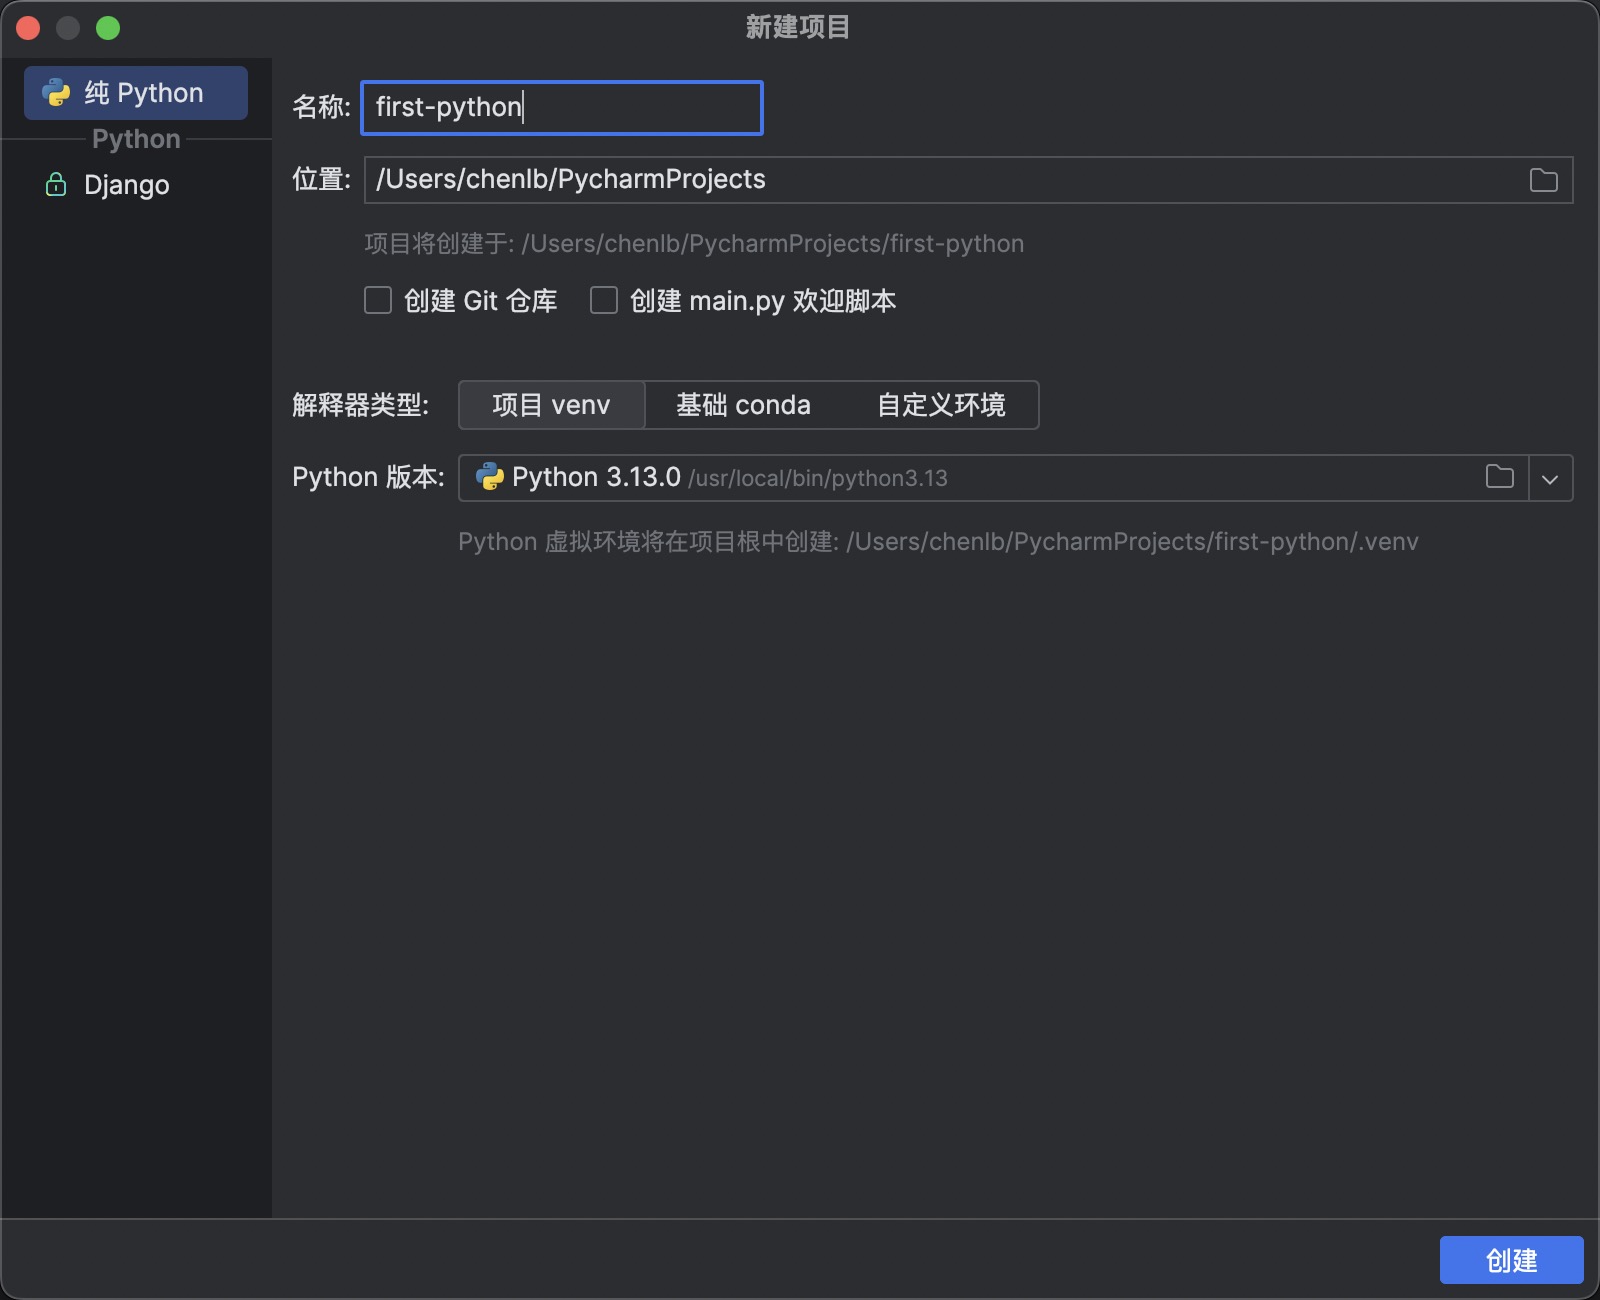 新建项目
纯 Python
Python
Django
名称: first-python
位置: /Users/chenlb/PycharmProjects
项目将创建于: /Users/chenlb/PycharmProjects/first-python
创建 Git 仓库 创建 main.py 欢迎脚本
解释器类型: 项目 venv 基础 conda 自定义环境
Python 版本: Python 3.13.0 /usr/local/bin/python3.13
Python 虚拟环境将在项目根中创建: /Users/chenlb/PycharmProjects/first-python/.venv
创建